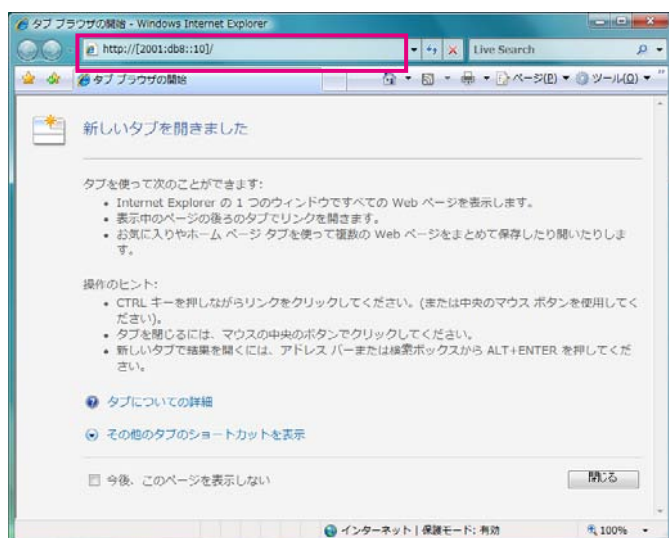 タブ ブラウザの開始 - Windows Internet Explorer
http://[2001:db8::10]/
Live Search
タブ ブラウザの開始
ページ(P)
ツール(O)
新しいタブを開きました
タブを使って次のことができます:
• Internet Explorer の 1 つのウィンドウですべての Web ページを表示します。
• 表示中のページの後ろのタブでリンクを開きます。
• お気に入りやホーム ページ タブを使って複数の Web ページをまとめて保存したり開いたりしま
す。
操作のヒント:
• CTRL キーを押しながらリンクをクリックしてください。(または中央のマウス ボタンを使用してく
ださい)。
• タブを閉じるには、マウスの中央のボタンでクリックしてください。
• 新しいタブで結果を開くには、アドレス バーまたは検索ボックスから ALT+ENTER を押してくだ
さい。
タブについての詳細
その他のタブのショートカットを表示
今後、このページを表示しない
閉じる
インターネット | 保護モード: 有効
100%